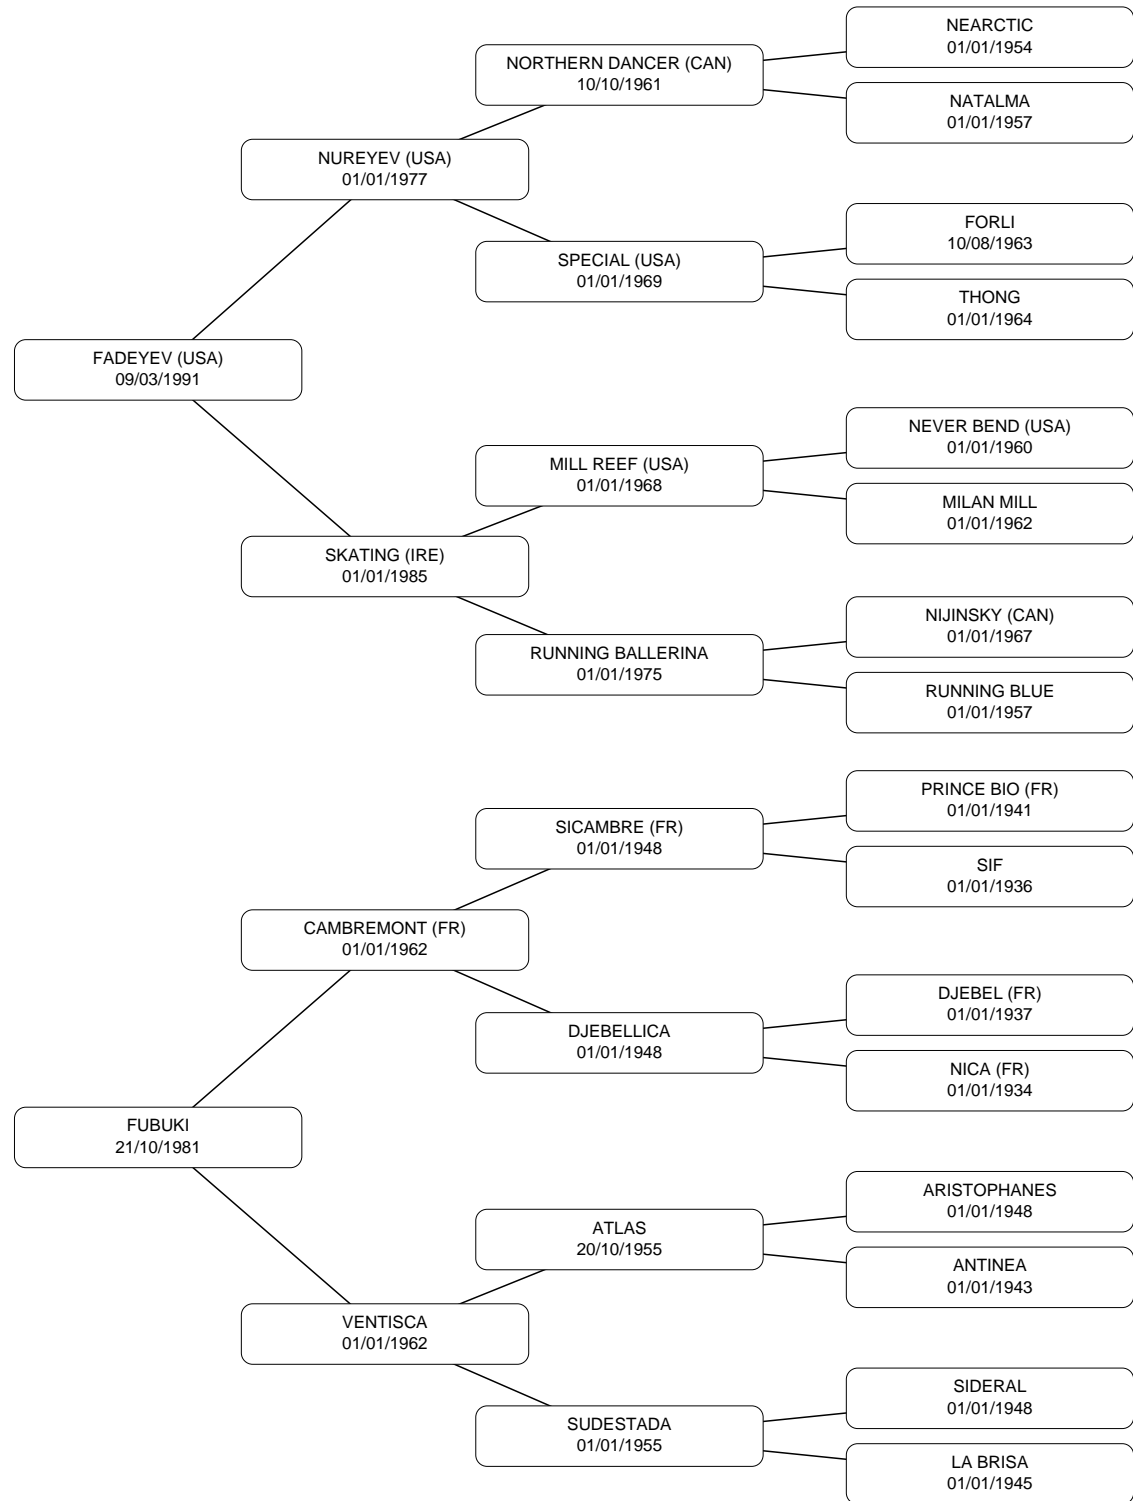 NEARCTIC
01/01/1954
NORTHERN DANCER (CAN)
10/10/1961
NATALMA
01/01/1957
NUREYEV (USA)
01/01/1977
FORLI
10/08/1963
SPECIAL (USA)
01/01/1969
THONG
01/01/1964
FADEYEV (USA)
09/03/1991
NEVER BEND (USA)
01/01/1960
MILL REEF (USA)
01/01/1968
MILAN MILL
01/01/1962
SKATING (IRE)
01/01/1985
NIJINSKY (CAN)
01/01/1967
RUNNING BALLERINA
01/01/1975
RUNNING BLUE
01/01/1957
PRINCE BIO (FR)
01/01/1941
SICAMBRE (FR)
01/01/1948
SIF
01/01/1936
CAMBREMONT (FR)
01/01/1962
DJEBEL (FR)
01/01/1937
DJEBELLICA
01/01/1948
NICA (FR)
01/01/1934
FUBUKI
21/10/1981
ARISTOPHANES
01/01/1948
ATLAS
20/10/1955
ANTINEA
01/01/1943
VENTISCA
01/01/1962
SIDERAL
01/01/1948
SUDESTADA
01/01/1955
LA BRISA
01/01/1945